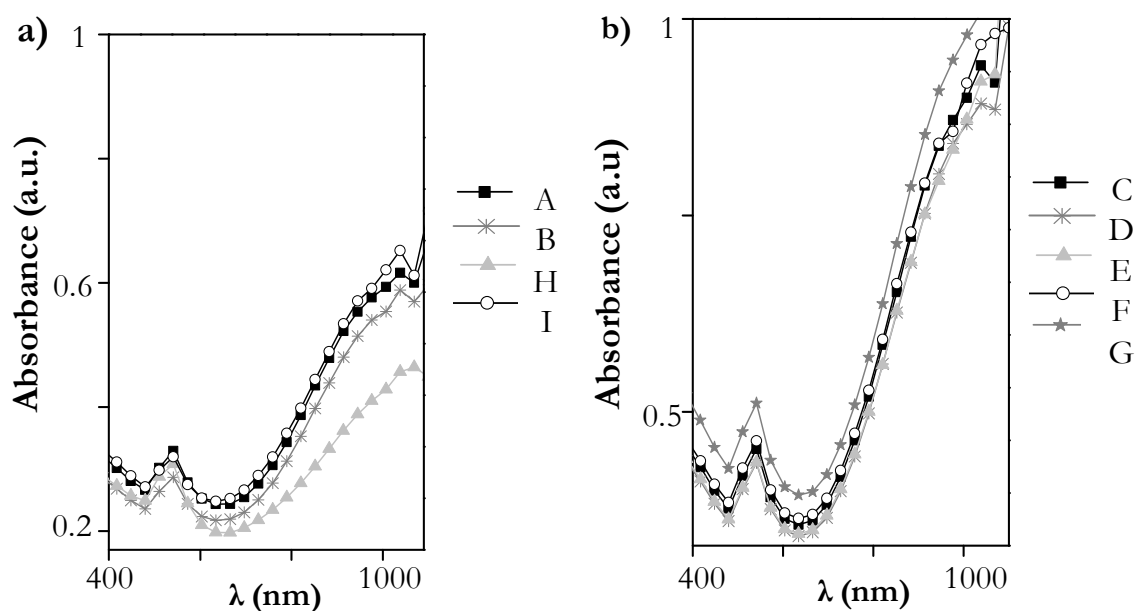 a)
1
0.6
0.2
400
1000
λ (nm)
Absorbance (a.u.)
A
B
H
I
b)
1
0.5
400
1000
λ (nm)
Absorbance (a.u)
C
D
E
F
G